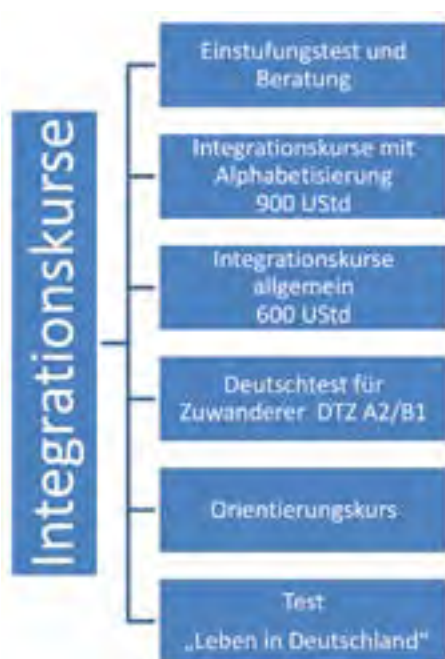 Integrationskurse
Einstufungstest und
Beratung
Integrationskurse mit
Alphabetisierung
900 UStd
Integrationskurse
allgemein
600 UStd
Deutschtest für
Zuwanderer DTZ A2/B1
Orientierungskurs
Test
„Leben in Deutschland“